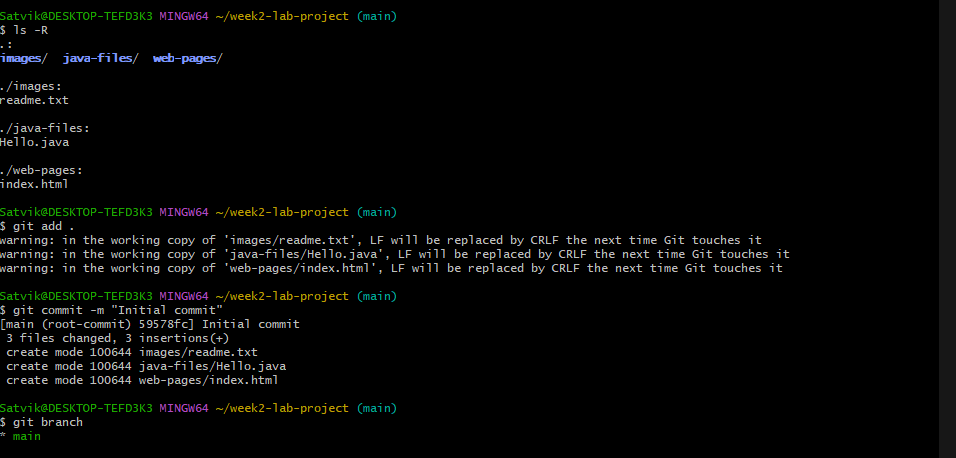 Satvik@DESKTOP-TEFD3K3 MINGW64 ~/week2-lab-project (main)
$ ls -R
.:
images/  java-files/  web-pages/
./images:
readme.txt
./java-files:
Hello.java
./web-pages:
index.html
Satvik@DESKTOP-TEFD3K3 MINGW64 ~/week2-lab-project (main)
$ git add .
warning: in the working copy of 'images/readme.txt', LF will be replaced by CRLF the next time Git touches it
warning: in the working copy of 'java-files/Hello.java', LF will be replaced by CRLF the next time Git touches it
warning: in the working copy of 'web-pages/index.html', LF will be replaced by CRLF the next time Git touches it
Satvik@DESKTOP-TEFD3K3 MINGW64 ~/week2-lab-project (main)
$ git commit -m "Initial commit"
[main (root-commit) 59578fc] Initial commit
 3 files changed, 3 insertions(+)
 create mode 100644 images/readme.txt
 create mode 100644 java-files/Hello.java
 create mode 100644 web-pages/index.html
Satvik@DESKTOP-TEFD3K3 MINGW64 ~/week2-lab-project (main)
$ git branch
* main